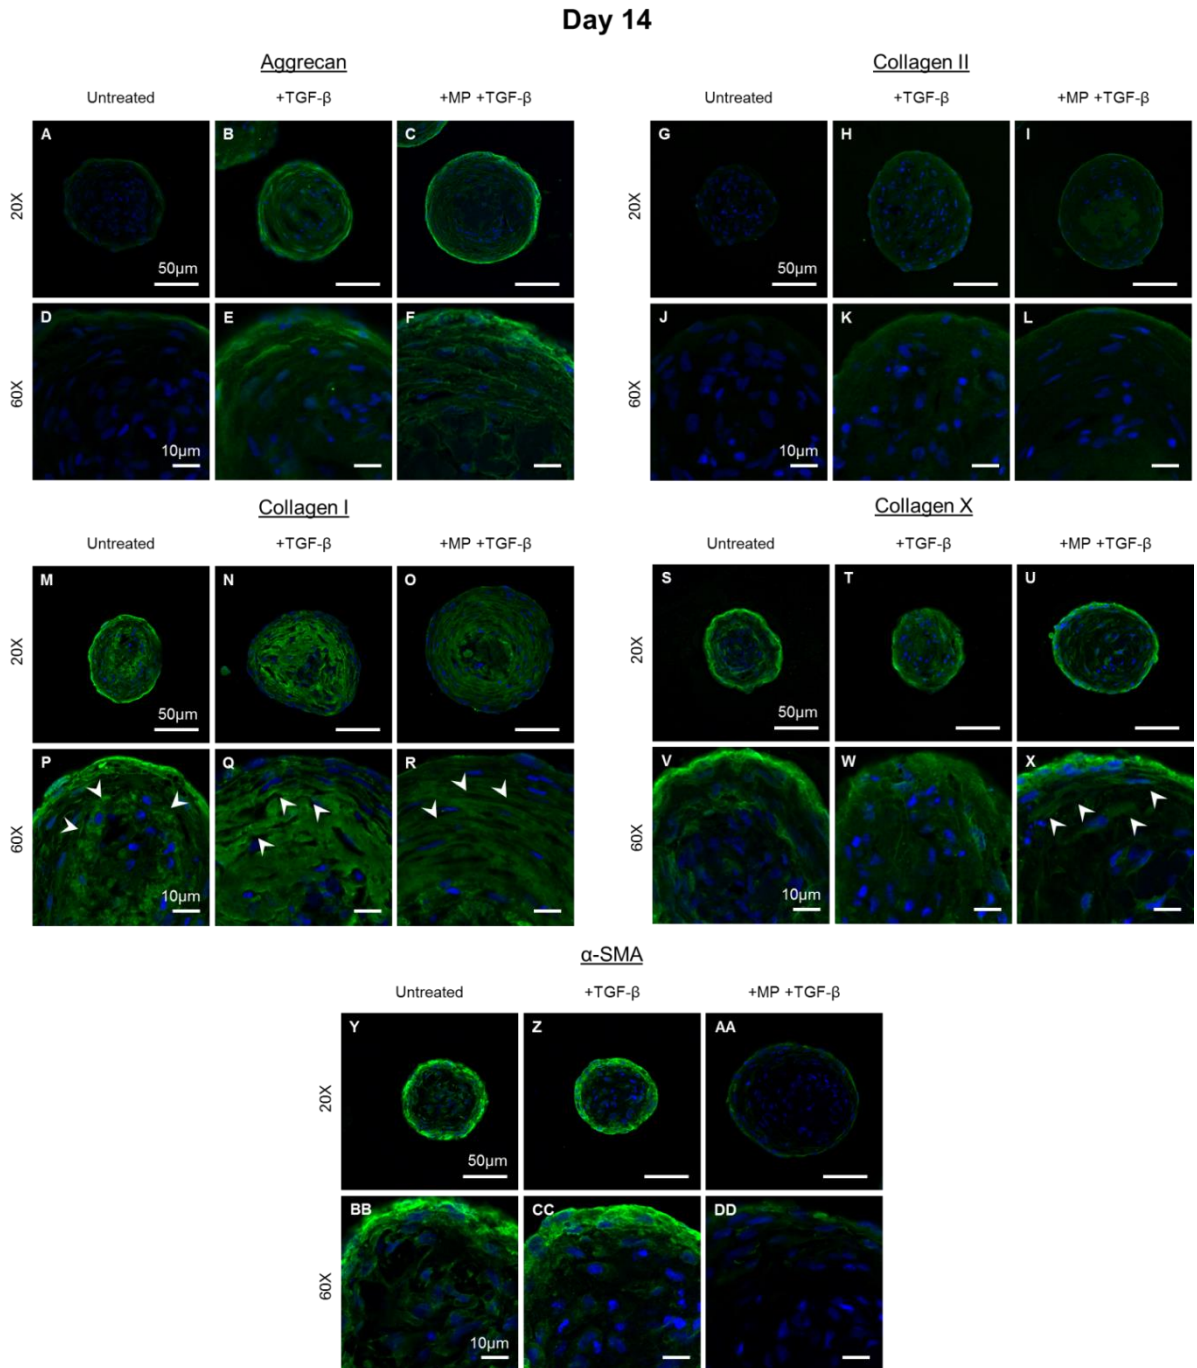 Day 14
Aggrecan
Untreated +TGF-β +MP +TGF-β
20X
A B C
50µm
60X
D E F
10µm
Collagen II
Untreated +TGF-β +MP +TGF-β
20X
G H I
50µm
60X
J K L
10µm
Collagen I
Untreated +TGF-β +MP +TGF-β
20X
M N O
50µm
60X
P Q R
10µm
Collagen X
Untreated +TGF-β +MP +TGF-β
20X
S T U
50µm
60X
V W X
10µm
α-SMA
Untreated +TGF-β +MP +TGF-β
20X
Y Z AA
50µm
60X
BB CC DD
10µm